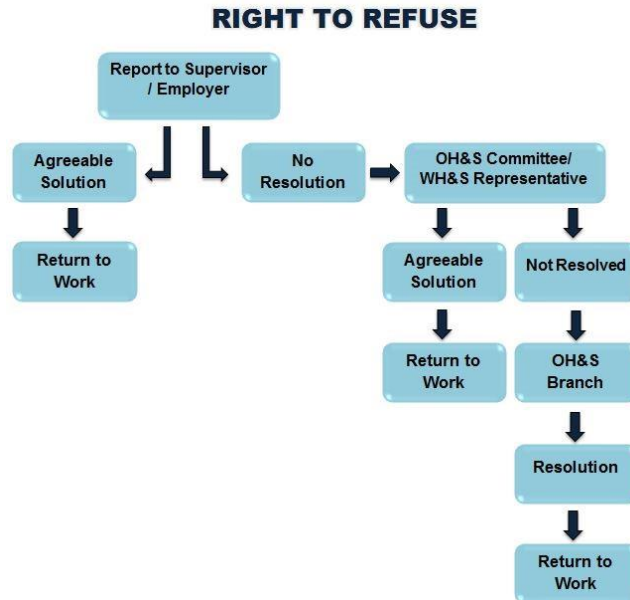 RIGHT TO REFUSE
Report to Supervisor
/ Employer
Agreeable
Solution
No
Resolution
OH&S Committee/
WH&S Representative
Return to
Work
Agreeable
Solution
Not Resolved
Return to
Work
OH&S
Branch
Resolution
Return to
Work